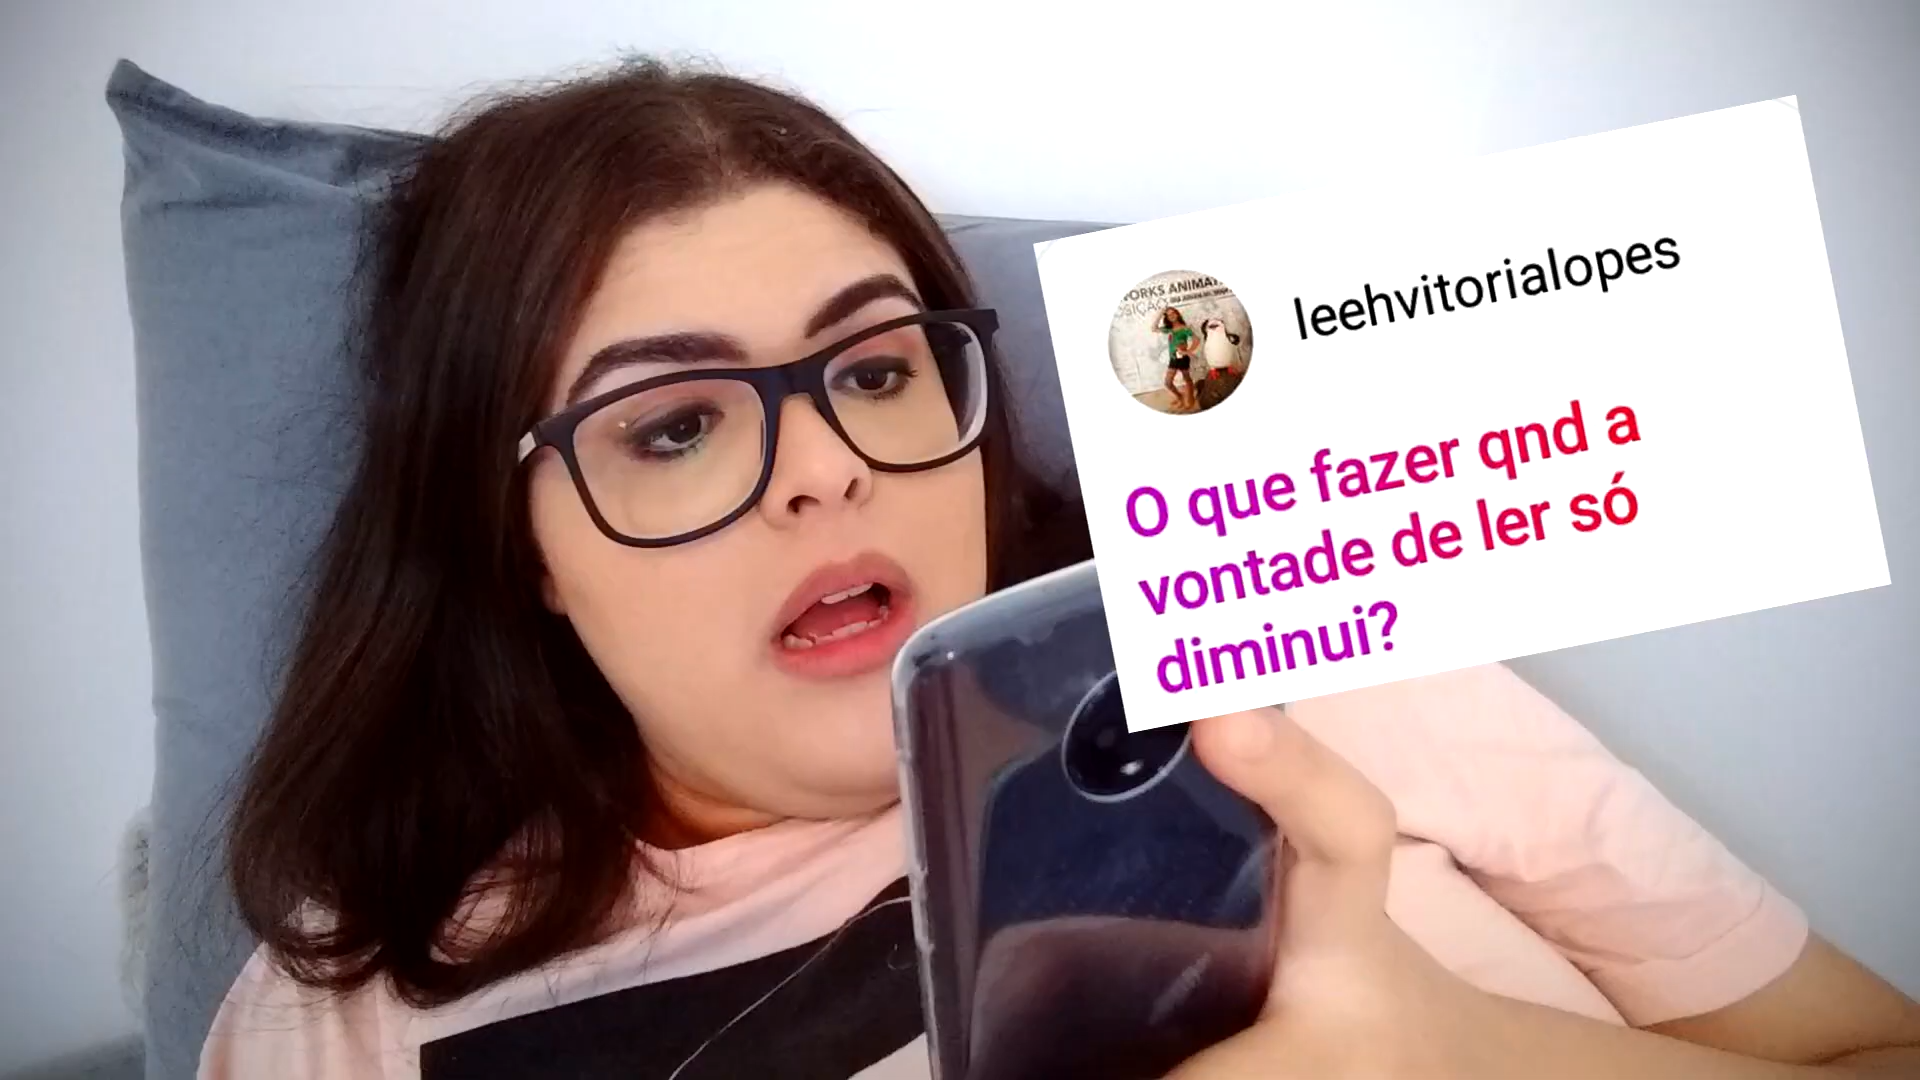 leehvitorialopes
O que fazer qnd a
vontade de ler só
diminui?